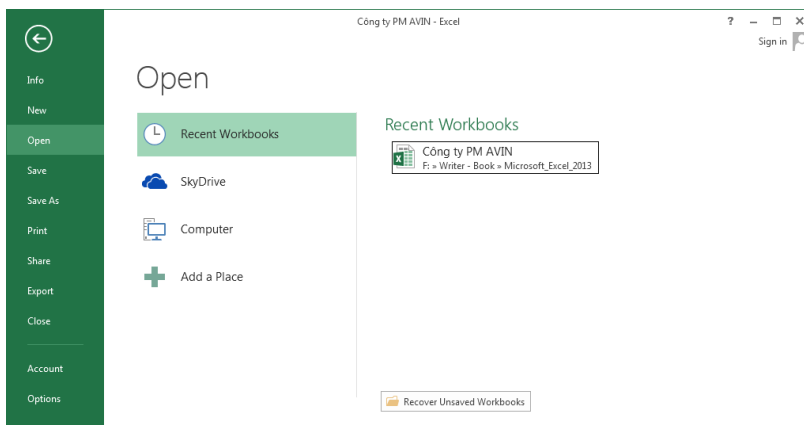 Công ty PM AVIN - Excel
?
Sign in
Info
New
Open
Save
Save As
Print
Share
Export
Close
Account
Options
Open
Recent Workbooks
SkyDrive
Computer
Add a Place
Recent Workbooks
Công ty PM AVIN
F: » Writer - Book » Microsoft_Excel_2013
Recover Unsaved Workbooks